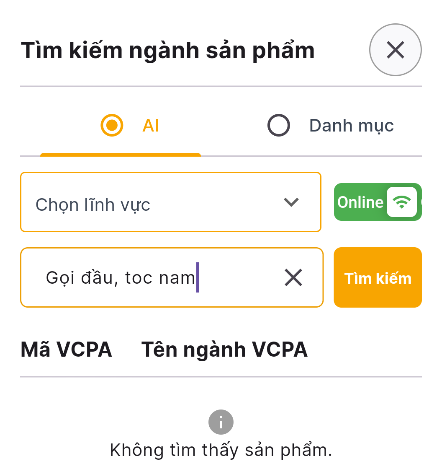 Tìm kiếm ngành sản phẩm
AI
Danh mục
Chọn lĩnh vực
Online
Gọi đầu, toc nam
Tìm kiếm
Mã VCPA
Tên ngành VCPA
Không tìm thấy sản phẩm.